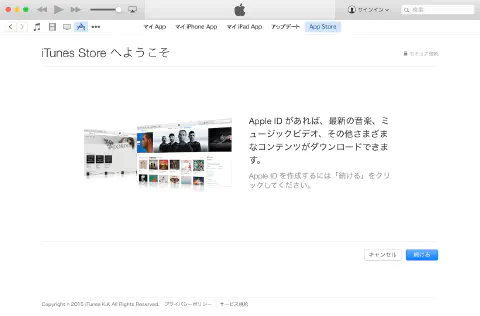 サインイン
検索
マイ App
マイ iPhone App
マイ iPad App
アップデート
App Store
iTunes Store へようこそ
セキュア接続
Apple ID があれば、最新の音楽、ミ
ュージックビデオ、その他さまざま
なコンテンツがダウンロードできま
す。
Apple ID を作成するには「続ける」をクリ
ックしてください。
キャンセル
続ける
Copyright © 2015 iTunes K.K. All Rights Reserved.
プライバシーポリシー
サービス規約